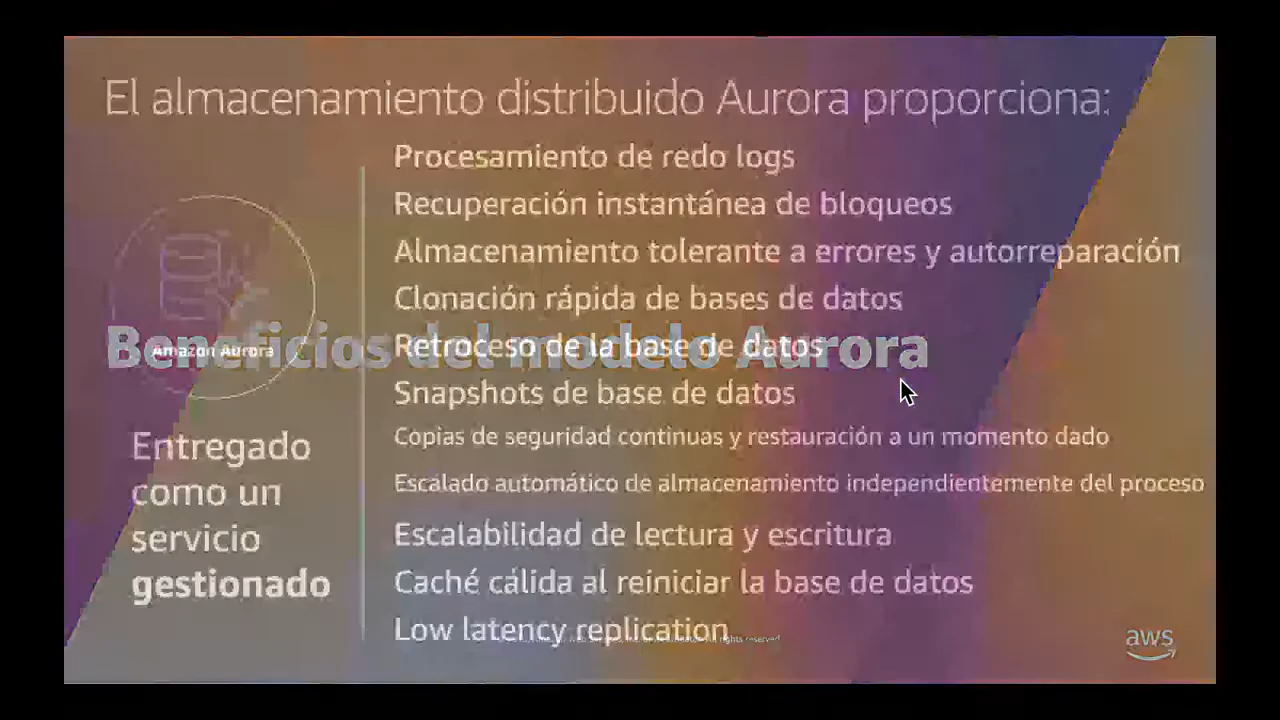 El almacenamiento distribuido Aurora proporciona:
Procesamiento de redo logs
Recuperación instantánea de bloqueos
Almacenamiento tolerante a errores y autorreparación
Clonación rápida de bases de datos
Retroceso de la base de datos
Beneficios del modelo Aurora
Amazon Aurora
Snapshots de base de datos
Copias de seguridad continuas y restauración a un momento dado
Escalado automático de almacenamiento independientemente del proceso
Entregado
como un
servicio
gestionado
Escalabilidad de lectura y escritura
Caché cálida al reiniciar la base de datos
Low latency replication
rights reserved
aws